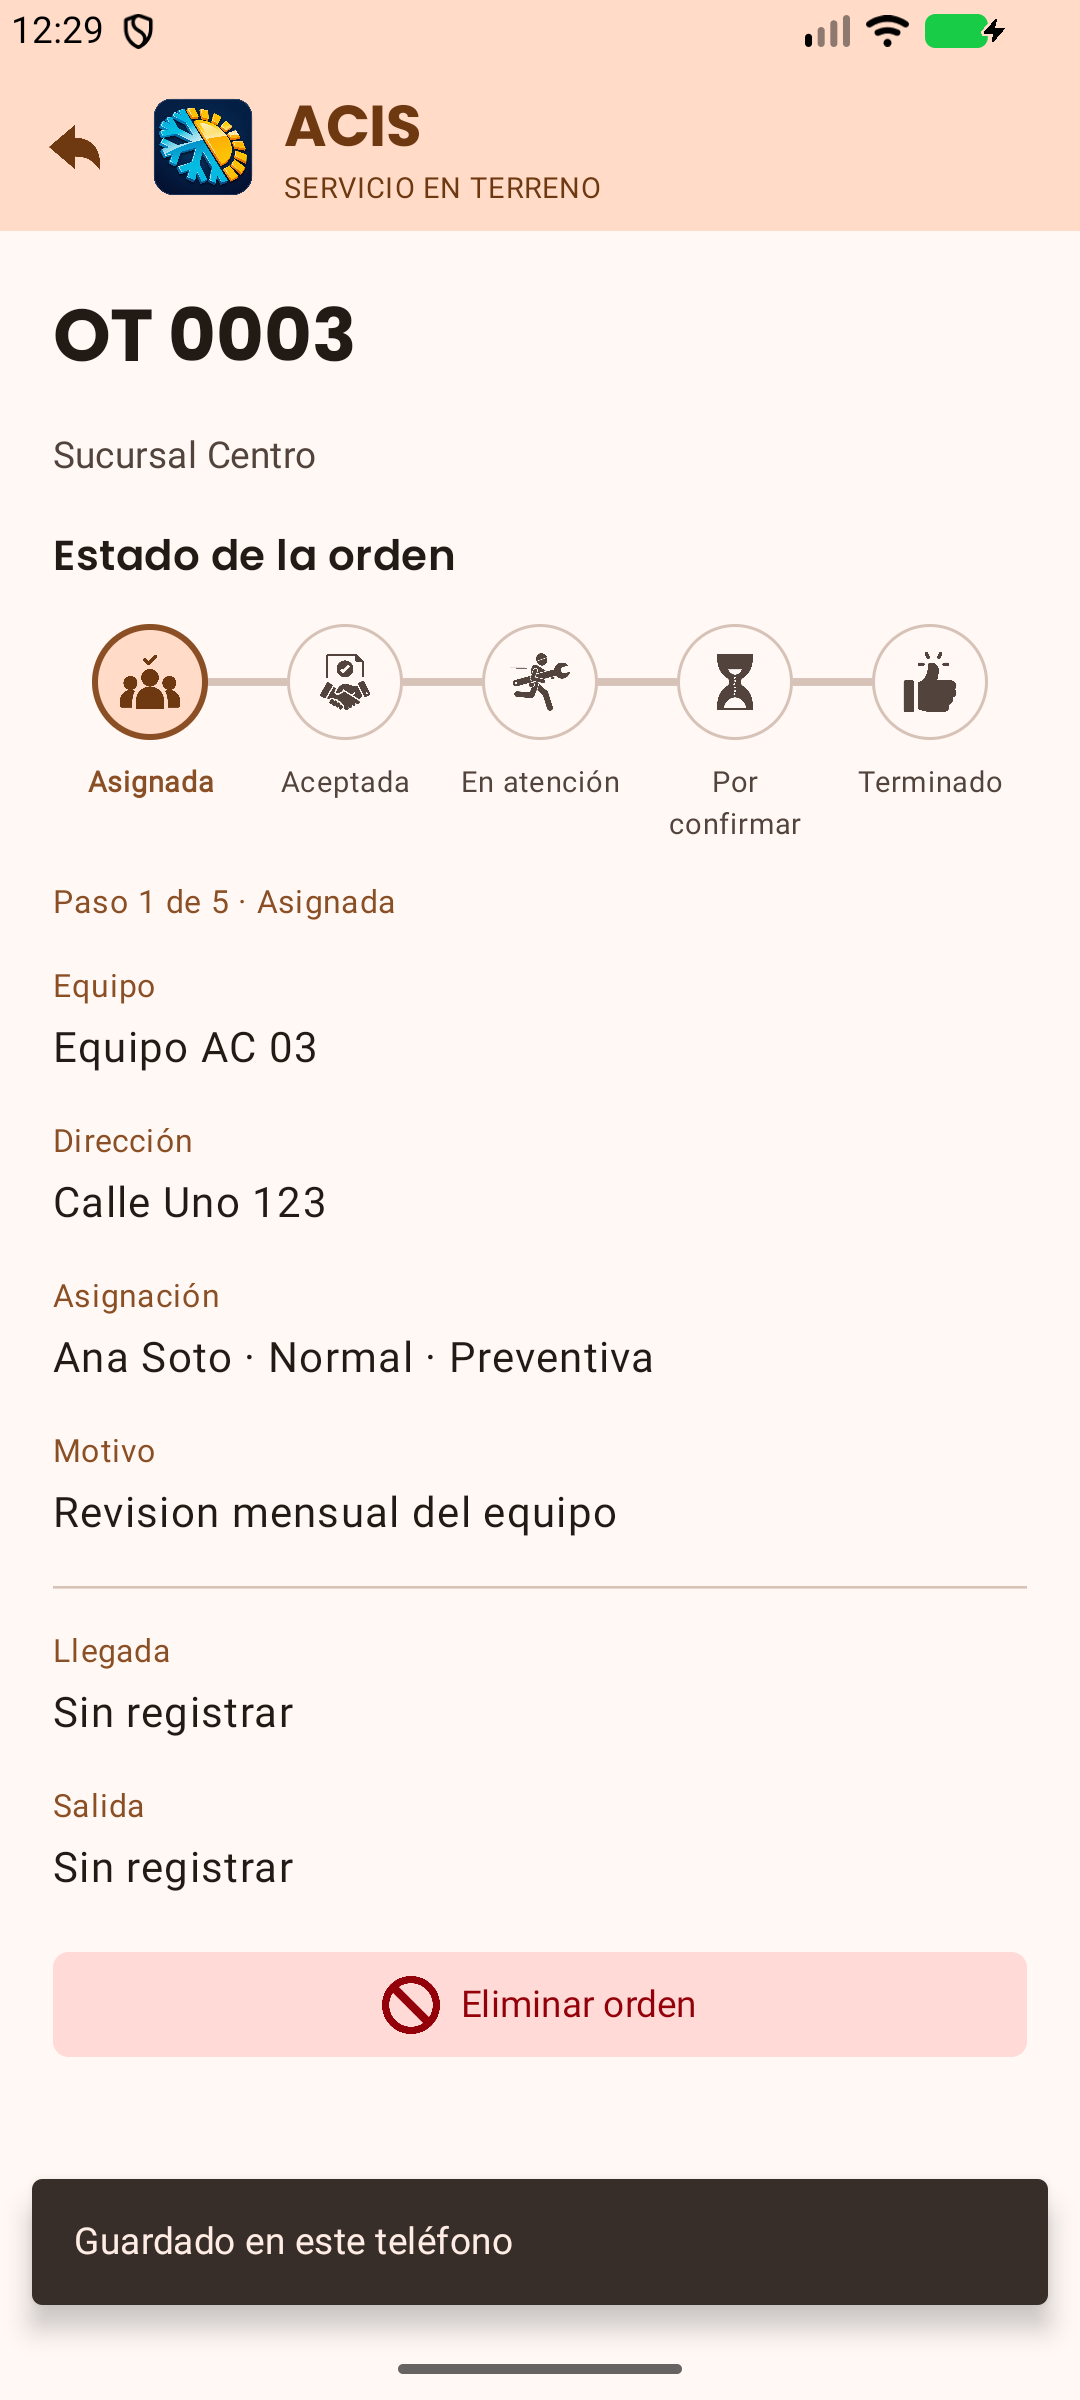 12:29
ACIS
SERVICIO EN TERRENO
OT 0003
Sucursal Centro
Estado de la orden
Asignada
Aceptada
En atención
Por
confirmar
Terminado
Paso 1 de 5 · Asignada
Equipo
Equipo AC 03
Dirección
Calle Uno 123
Asignación
Ana Soto · Normal · Preventiva
Motivo
Revision mensual del equipo
Llegada
Sin registrar
Salida
Sin registrar
Eliminar orden
Guardado en este teléfono